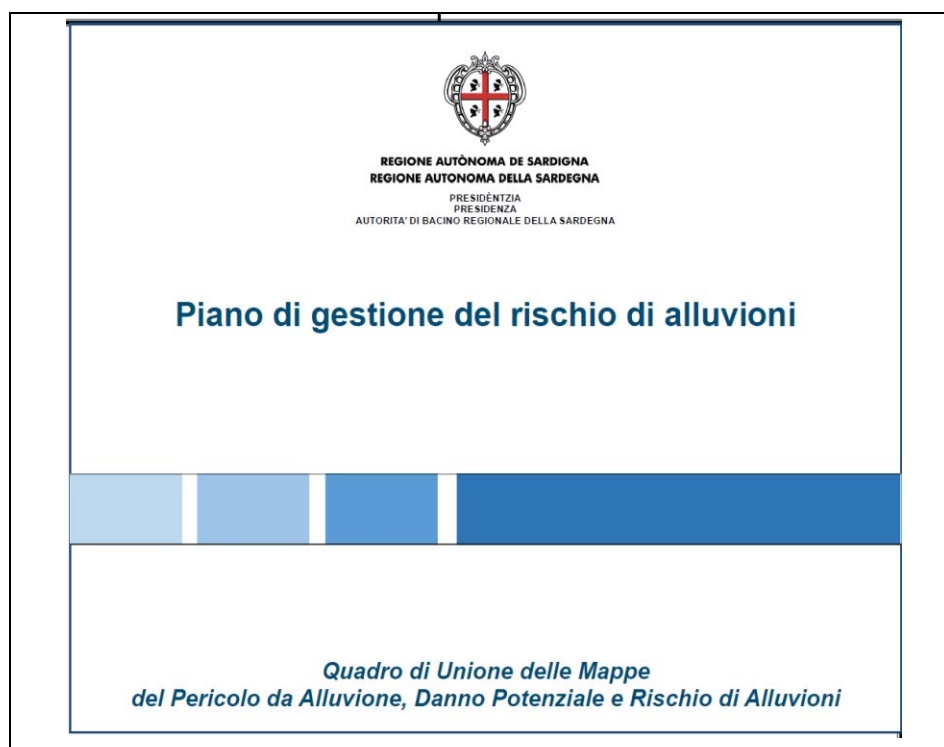 REGIONE AUTÒNOMA DE SARDIGNA
REGIONE AUTONOMA DELLA SARDEGNA
PRESIDÈNTZIA
PRESIDENZA
AUTORITA' DI BACINO REGIONALE DELLA SARDEGNA
Piano di gestione del rischio di alluvioni
Quadro di Unione delle Mappe
del Pericolo da Alluvione, Danno Potenziale e Rischio di Alluvioni